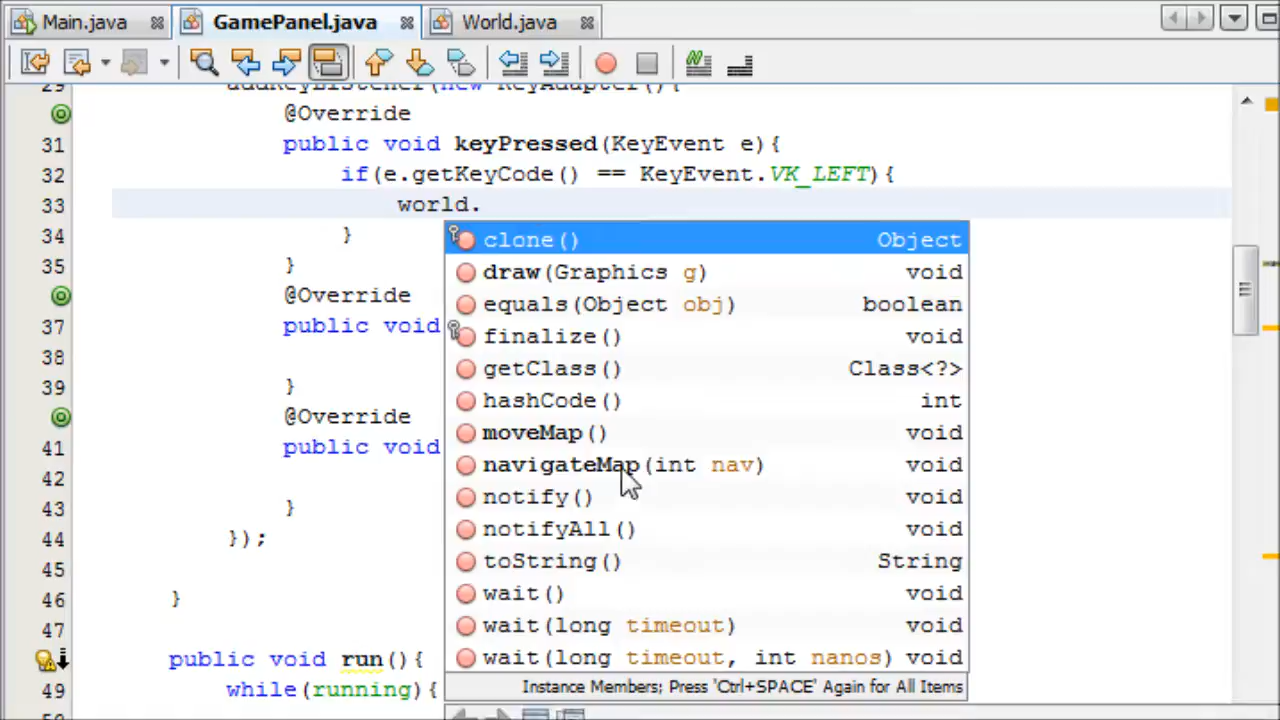 Main.java GamePanel.java World.java
29 addKeyListener(new KeyAdapter(){
@Override
31 public void keyPressed(KeyEvent e){
32 if(e.getKeyCode() == KeyEvent.VK_LEFT){
33 world.
34 }
clone() Object
35 }
draw(Graphics g) void
@Override
equals(Object obj) boolean
37 public void
finalize() void
38
getClass() Class<?>
39 }
hashCode() int
@Override
moveMap() void
41 public void
navigateMap(int nav) void
42
notify() void
43 }
notifyAll() void
44 });
toString() String
45
wait() void
46 }
wait(long timeout) void
47
wait(long timeout, int nanos) void
public void run(){
Instance Members; Press 'Ctrl+SPACE' Again for All Items
49 while(running){